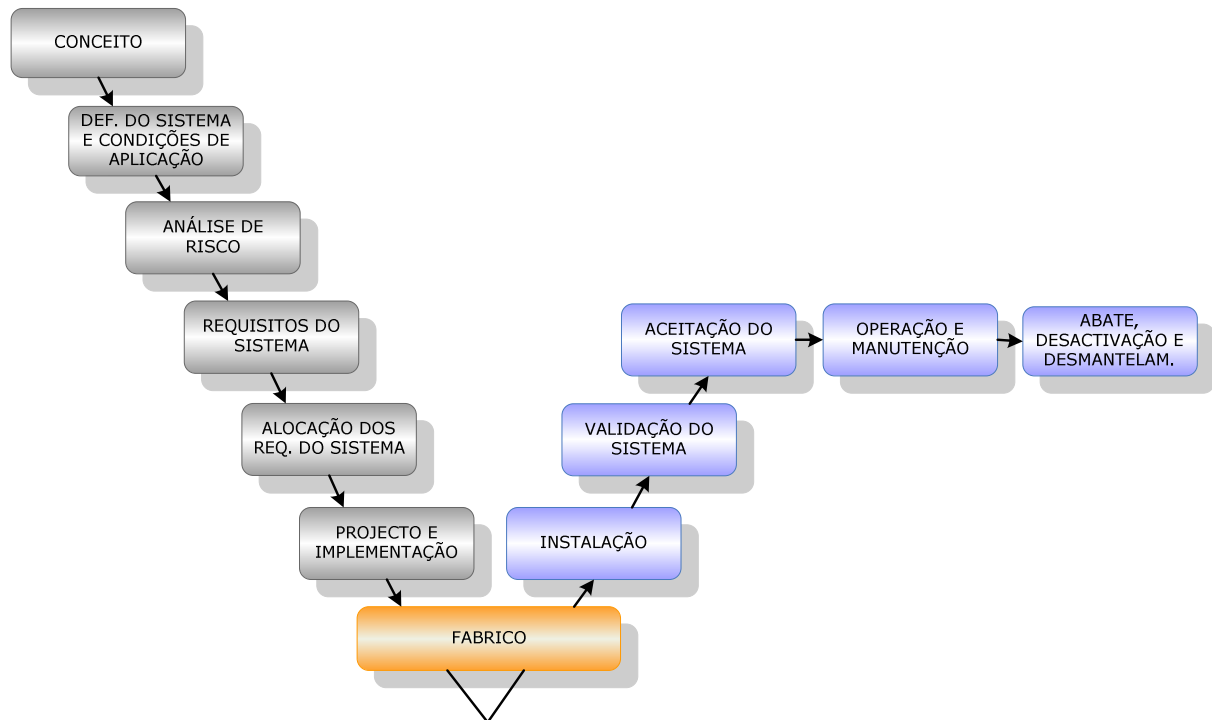 CONCEITO
DEF. DO SISTEMA
E CONDIÇÕES DE
APLICAÇÃO
ANÁLISE DE
RISCO
REQUISITOS DO
SISTEMA
ALOCAÇÃO DOS
REQ. DO SISTEMA
PROJECTO E
IMPLEMENTAÇÃO
FABRICO
INSTALAÇÃO
VALIDAÇÃO DO
SISTEMA
ACEITAÇÃO DO
SISTEMA
OPERAÇÃO E
MANUTENÇÃO
ABATE,
DESACTIVAÇÃO E
DESMANTELAM.